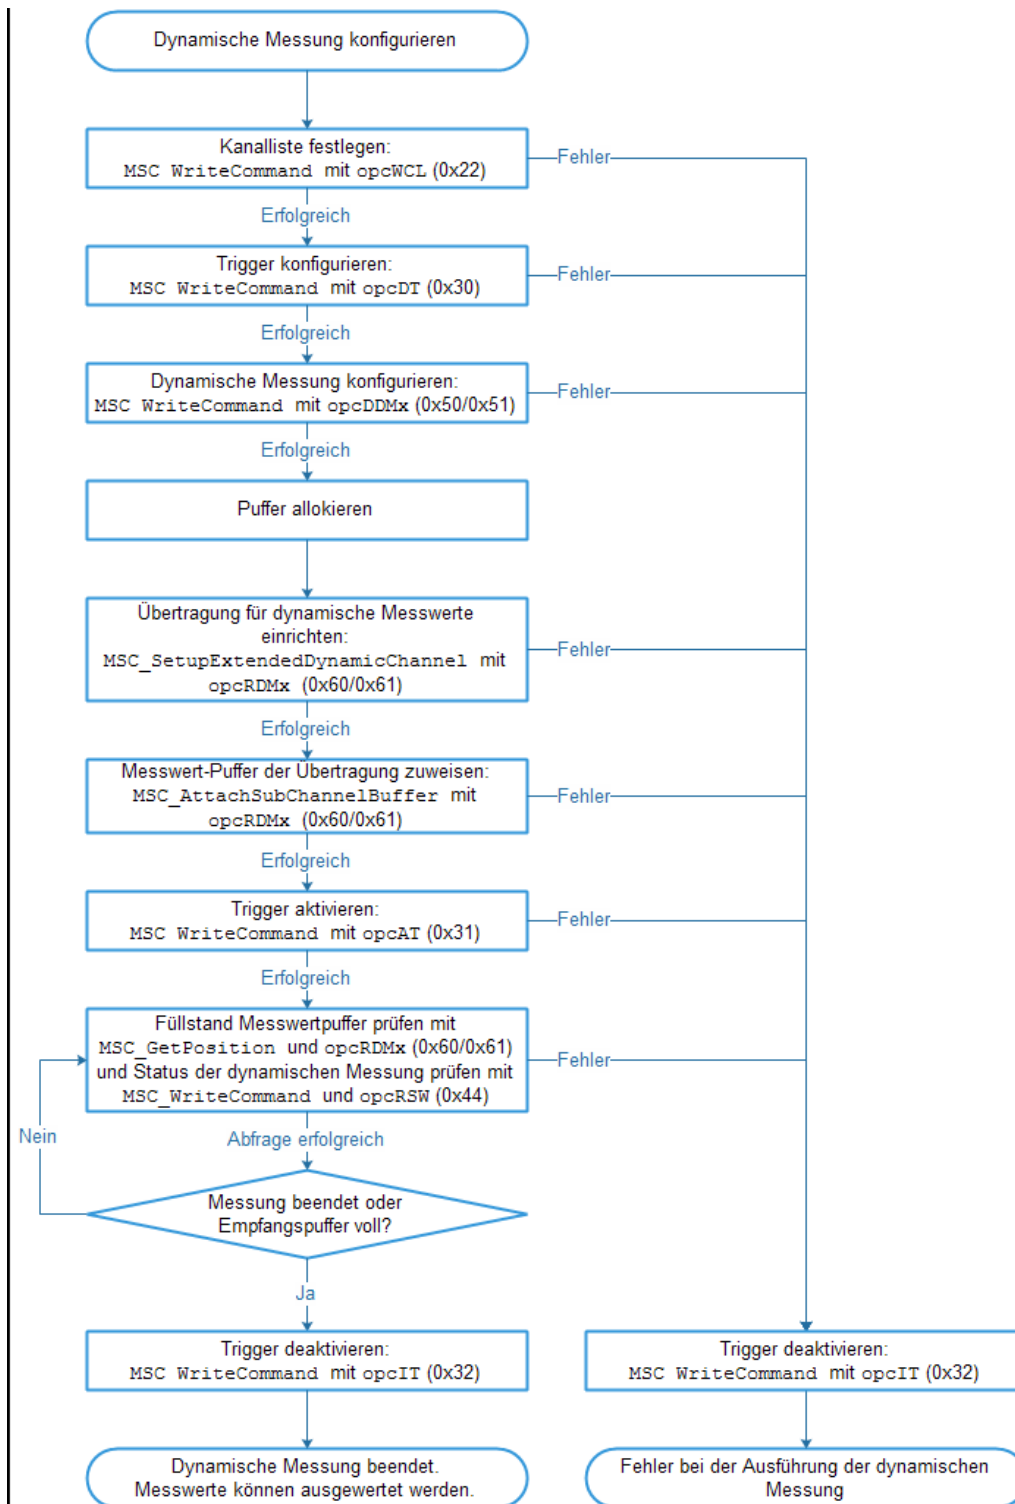 Dynamische Messung konfigurieren
Kanalliste festlegen:
MSC WriteCommand mit opcWCL (0x22)
Fehler
Erfolgreich
Trigger konfigurieren:
MSC WriteCommand mit opcDT (0x30)
Fehler
Erfolgreich
Dynamische Messung konfigurieren:
MSC WriteCommand mit opcDDMx (0x50/0x51)
Fehler
Erfolgreich
Puffer allokieren
Übertragung für dynamische Messwerte
einrichten:
MSC_SetupExtendedDynamicChannel mit
opcRDMx (0x60/0x61)
Fehler
Erfolgreich
Messwert-Puffer der Übertragung zuweisen:
MSC_AttachSubChannelBuffer mit
opcRDMx (0x60/0x61)
Fehler
Erfolgreich
Trigger aktivieren:
MSC WriteCommand mit opcAT (0x31)
Fehler
Erfolgreich
Füllstand Messwertpuffer prüfen mit
MSC_GetPosition und opcRDMx (0x60/0x61)
und Status der dynamischen Messung prüfen mit
MSC_WriteCommand und opcRSW (0x44)
Fehler
Nein
Abfrage erfolgreich
Messung beendet oder
Empfangspuffer voll?
Ja
Trigger deaktivieren:
MSC WriteCommand mit opcIT (0x32)
Trigger deaktivieren:
MSC WriteCommand mit opcIT (0x32)
Dynamische Messung beendet.
Messwerte können ausgewertet werden.
Fehler bei der Ausführung der dynamischen
Messung